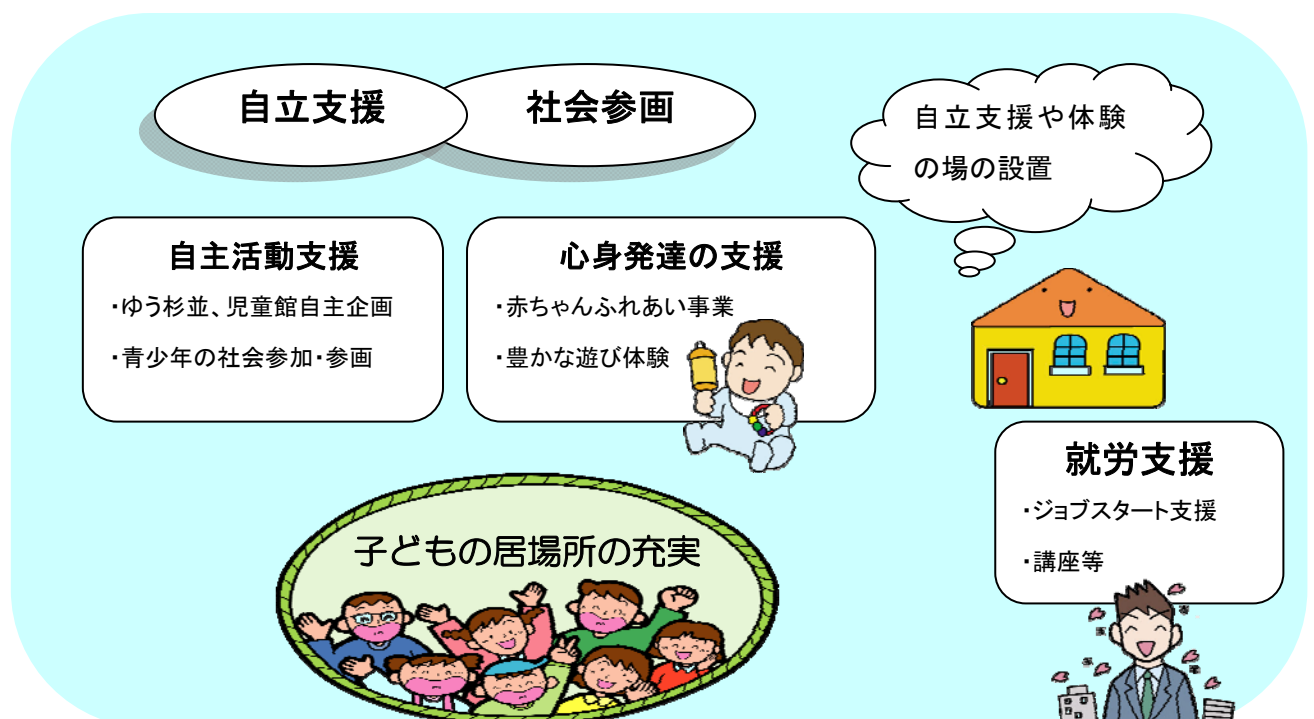 自立支援
社会参画
自立支援や体験
の場の設置
自主活動支援
・ゆう杉並、児童館自主企画
・青少年の社会参加・参画
心身発達の支援
・赤ちゃんふれあい事業
・豊かな遊び体験
就労支援
・ジョブスタート支援
・講座等
子どもの居場所の充実